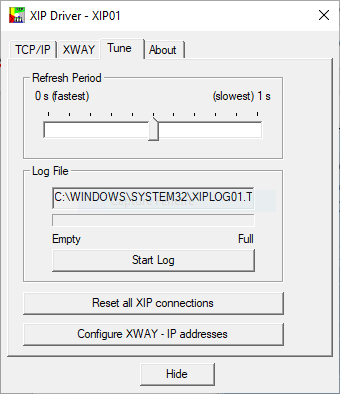 XIP Driver - XIP01
TCP/IP XWAY Tune About
Refresh Period
0 s (fastest) (slowest) 1 s
Log File
C:\WINDOWS\SYSTEM32\XIPLOG01.T
Empty Full
Start Log
Reset all XIP connections
Configure XWAY - IP addresses
Hide